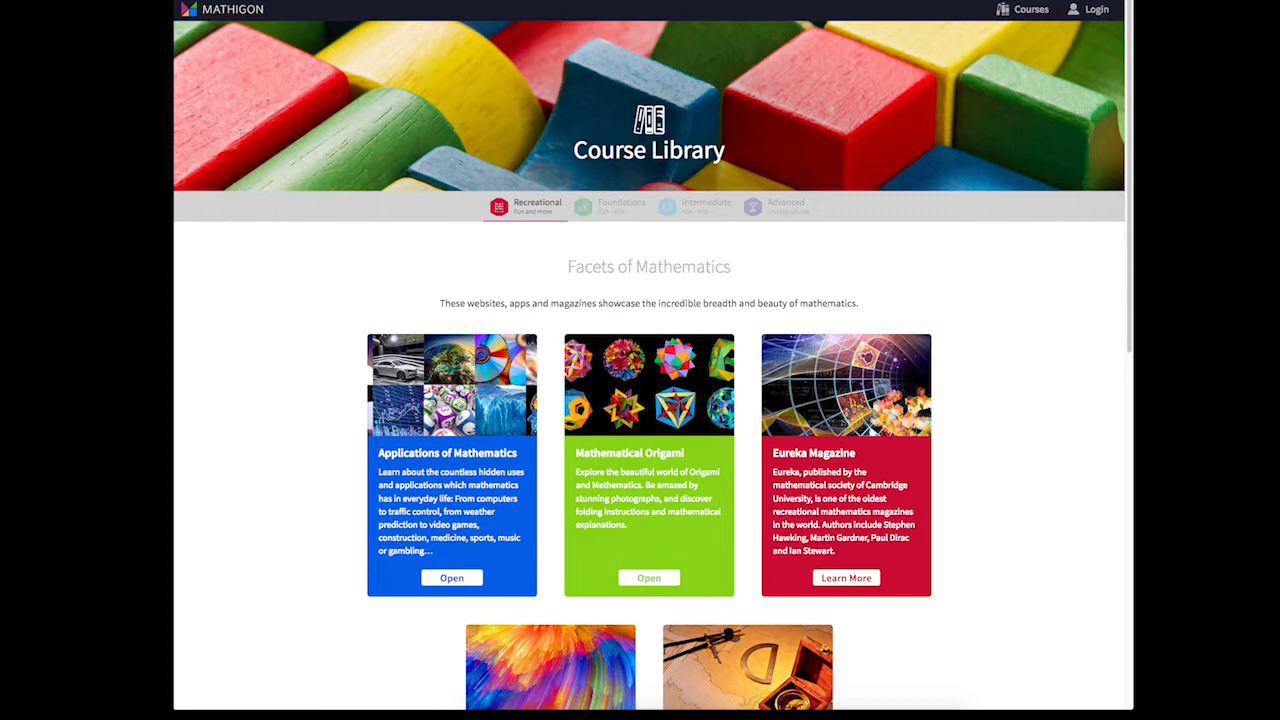 MATHIGON
Courses
Login
Course Library
Recreational
Fun and more
Foundations
Intermediate
Advanced
Facets of Mathematics
These websites, apps and magazines showcase the incredible breadth and beauty of mathematics.
Applications of Mathematics
Learn about the countless hidden uses
and applications which mathematics
has in everyday life: From computers
to traffic control, from weather
prediction to video games,
construction, medicine, sports, music
or gambling…
Open
Mathematical Origami
Explore the beautiful world of Origami
and Mathematics. Be amazed by
stunning photographs, and discover
folding instructions and mathematical
explanations.
Open
Eureka Magazine
Eureka, published by the
mathematical society of Cambridge
University, is one of the oldest
recreational mathematics magazines
in the world. Authors include Stephen
Hawking, Martin Gardner, Paul Dirac
and Ian Stewart.
Learn More